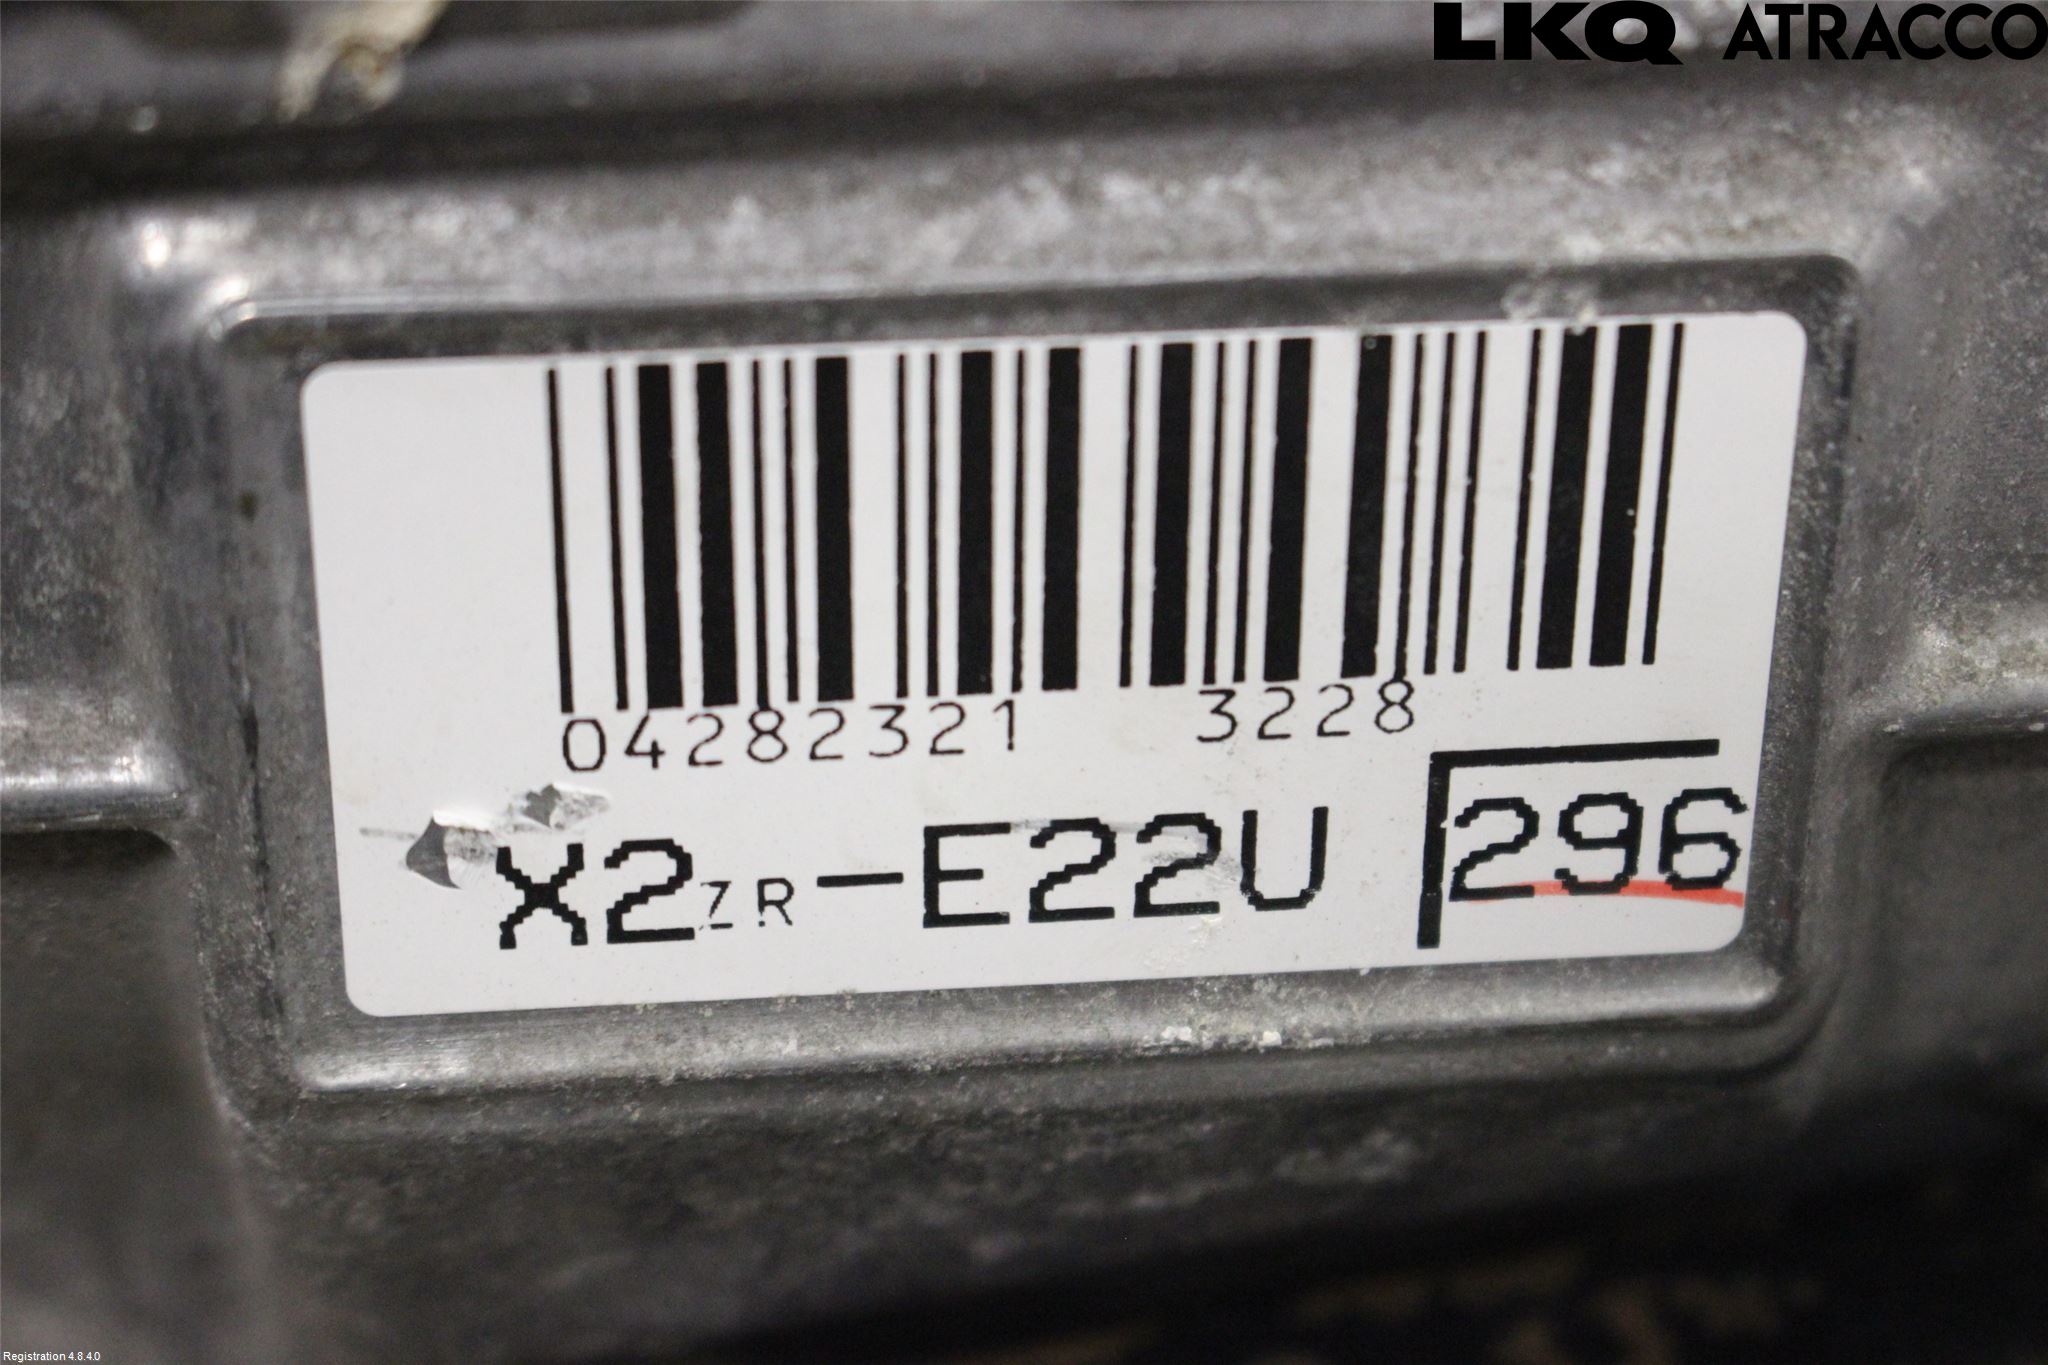 LKQ ATRACCO
04282321 3228
X2ZR-E22U 296
Registration 4.8.4.0